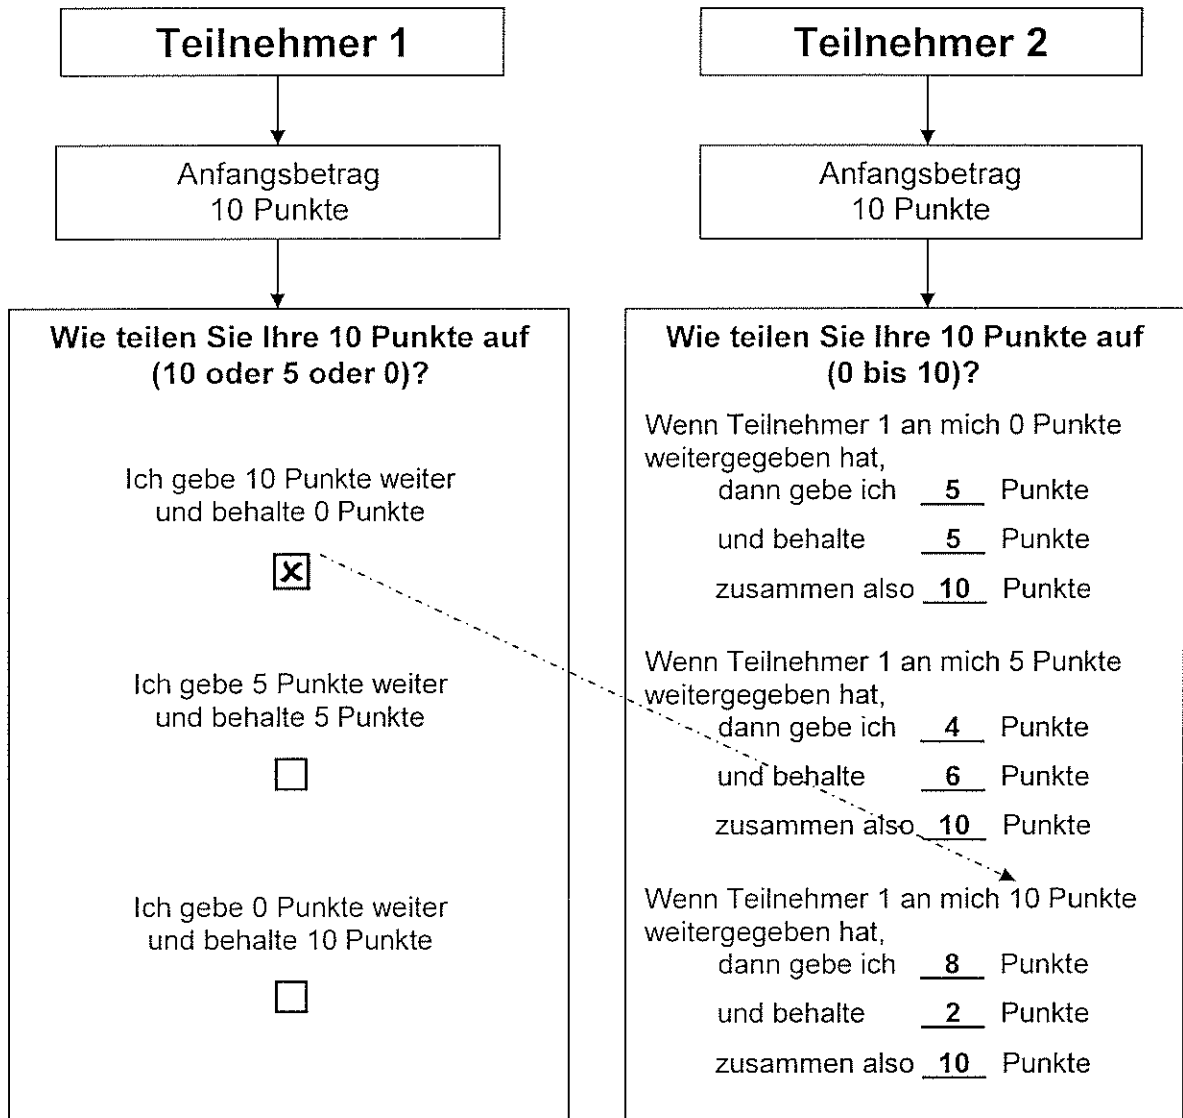 Teilnehmer 1
Anfangsbetrag
10 Punkte
Wie teilen Sie Ihre 10 Punkte auf
(10 oder 5 oder 0)?
Ich gebe 10 Punkte weiter
und behalte 0 Punkte
x
Ich gebe 5 Punkte weiter
und behalte 5 Punkte
Ich gebe 0 Punkte weiter
und behalte 10 Punkte
Teilnehmer 2
Anfangsbetrag
10 Punkte
Wie teilen Sie Ihre 10 Punkte auf
(0 bis 10)?
Wenn Teilnehmer 1 an mich 0 Punkte
weitergegeben hat,
dann gebe ich 5 Punkte
und behalte 5 Punkte
zusammen also 10 Punkte
Wenn Teilnehmer 1 an mich 5 Punkte
weitergegeben hat,
dann gebe ich 4 Punkte
und behalte 6 Punkte
zusammen also 10 Punkte
Wenn Teilnehmer 1 an mich 10 Punkte
weitergegeben hat,
dann gebe ich 8 Punkte
und behalte 2 Punkte
zusammen also 10 Punkte